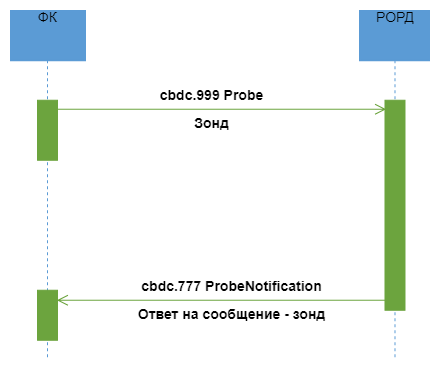 ФК
РОРД
cbdc.999 Probe
Зонд
cbdc.777 ProbeNotification
Ответ на сообщение - зонд